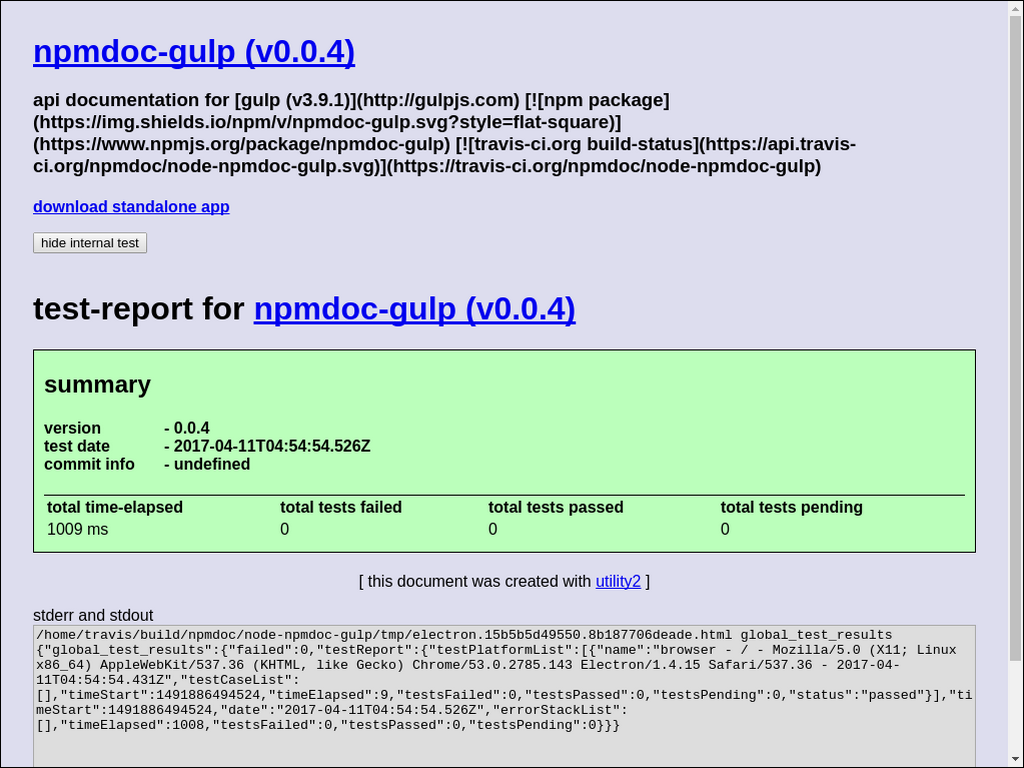 npmdoc-gulp (v0.0.4)
api documentation for [gulp (v3.9.1)](http://gulpjs.com) [![npm package]
(https://img.shields.io/npm/v/npmdoc-gulp.svg?style=flat-square)]
(https://www.npmjs.org/package/npmdoc-gulp) [![travis-ci.org build-status](https://api.travis-
ci.org/npmdoc/node-npmdoc-gulp.svg)](https://travis-ci.org/npmdoc/node-npmdoc-gulp)
download standalone app
hide internal test
test-report for npmdoc-gulp (v0.0.4)
summary
version - 0.0.4
test date - 2017-04-11T04:54:54.526Z
commit info - undefined
total time-elapsed total tests failed total tests passed total tests pending
1009 ms 0 0 0
[ this document was created with utility2 ]
stderr and stdout
/home/travis/build/npmdoc/node-npmdoc-gulp/tmp/electron.15b5b5d49550.8b187706deade.html global_test_results
{"global_test_results":{"failed":0,"testReport":{"testPlatformList":[{"name":"browser - / - Mozilla/5.0 (X11; Linux
x86_64) AppleWebKit/537.36 (KHTML, like Gecko) Chrome/53.0.2785.143 Electron/1.4.15 Safari/537.36 - 2017-04-
11T04:54:54.431Z","testCaseList":
[],"timeStart":1491886494524,"timeElapsed":9,"testsFailed":0,"testsPassed":0,"testsPending":0,"status":"passed"}],"ti
meStart":1491886494524,"date":"2017-04-11T04:54:54.526Z","errorStackList":
[],"timeElapsed":1008,"testsFailed":0,"testsPassed":0,"testsPending":0}}}